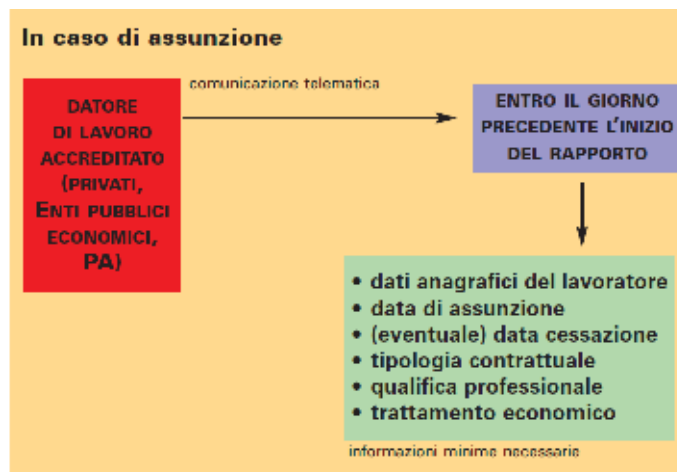 In caso di assunzione
comunicazione telematica
DATORE
DI LAVORO
ACCREDITATO
(PRIVATI,
ENTI PUBBLICI
ECONOMICI,
PA)
ENTRO IL GIORNO
PRECEDENTE L'INIZIO
DEL RAPPORTO
• dati anagrafici del lavoratore
• data di assunzione
• (eventuale) data cessazione
• tipologia contrattuale
• qualifica professionale
• trattamento economico
informazioni minime necessarie